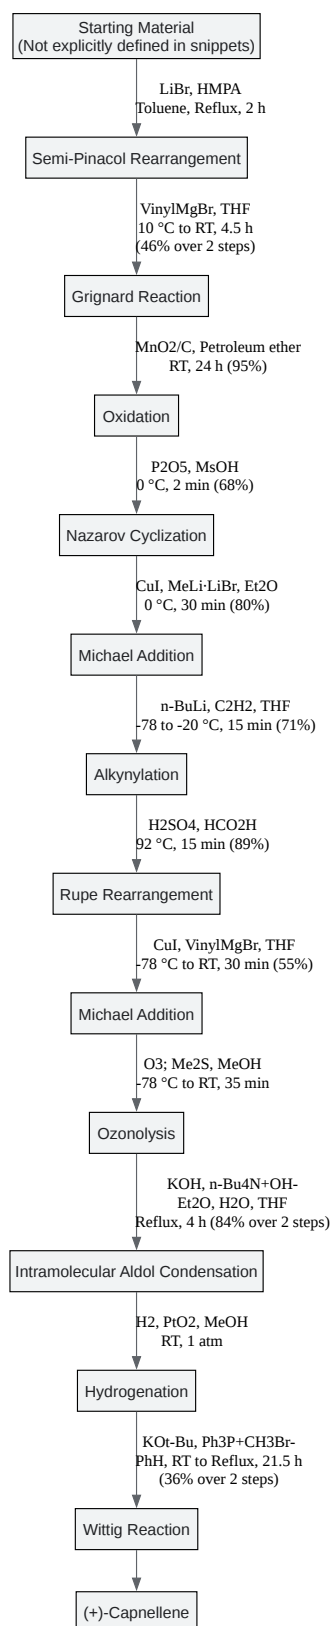 Starting Material
(Not explicitly defined in snippets)
LiBr, HMPA
Toluene, Reflux, 2 h
Semi-Pinacol Rearrangement
VinylMgBr, THF
10 °C to RT, 4.5 h
(46% over 2 steps)
Grignard Reaction
MnO2/C, Petroleum ether
RT, 24 h (95%)
Oxidation
P2O5, MsOH
0 °C, 2 min (68%)
Nazarov Cyclization
CuI, MeLi·LiBr, Et2O
0 °C, 30 min (80%)
Michael Addition
n-BuLi, C2H2, THF
-78 to -20 °C, 15 min (71%)
Alkynylation
H2SO4, HCO2H
92 °C, 15 min (89%)
Rupe Rearrangement
CuI, VinylMgBr, THF
-78 °C to RT, 30 min (55%)
Michael Addition
O3; Me2S, MeOH
-78 °C to RT, 35 min
Ozonolysis
KOH, n-Bu4N+OH-
Et2O, H2O, THF
Reflux, 4 h (84% over 2 steps)
Intramolecular Aldol Condensation
H2, PtO2, MeOH
RT, 1 atm
Hydrogenation
KOt-Bu, Ph3P+CH3Br-
PhH, RT to Reflux, 21.5 h
(36% over 2 steps)
Wittig Reaction
(+)-Capnellene